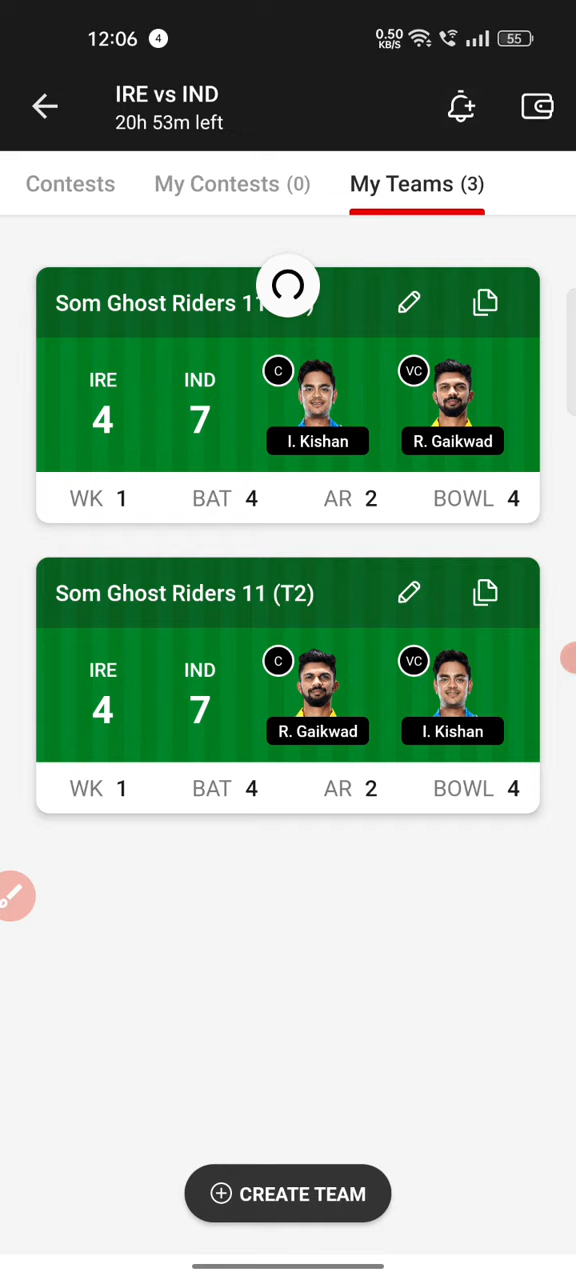 12:06 4 0.50 KB/S 55
IRE vs IND
20h 53m left
Contests My Contests (0) My Teams (3)
Som Ghost Riders 11
IRE IND C VC
4 7 I. Kishan R. Gaikwad
WK 1 BAT 4 AR 2 BOWL 4
Som Ghost Riders 11 (T2)
IRE IND C VC
4 7 R. Gaikwad I. Kishan
WK 1 BAT 4 AR 2 BOWL 4
CREATE TEAM